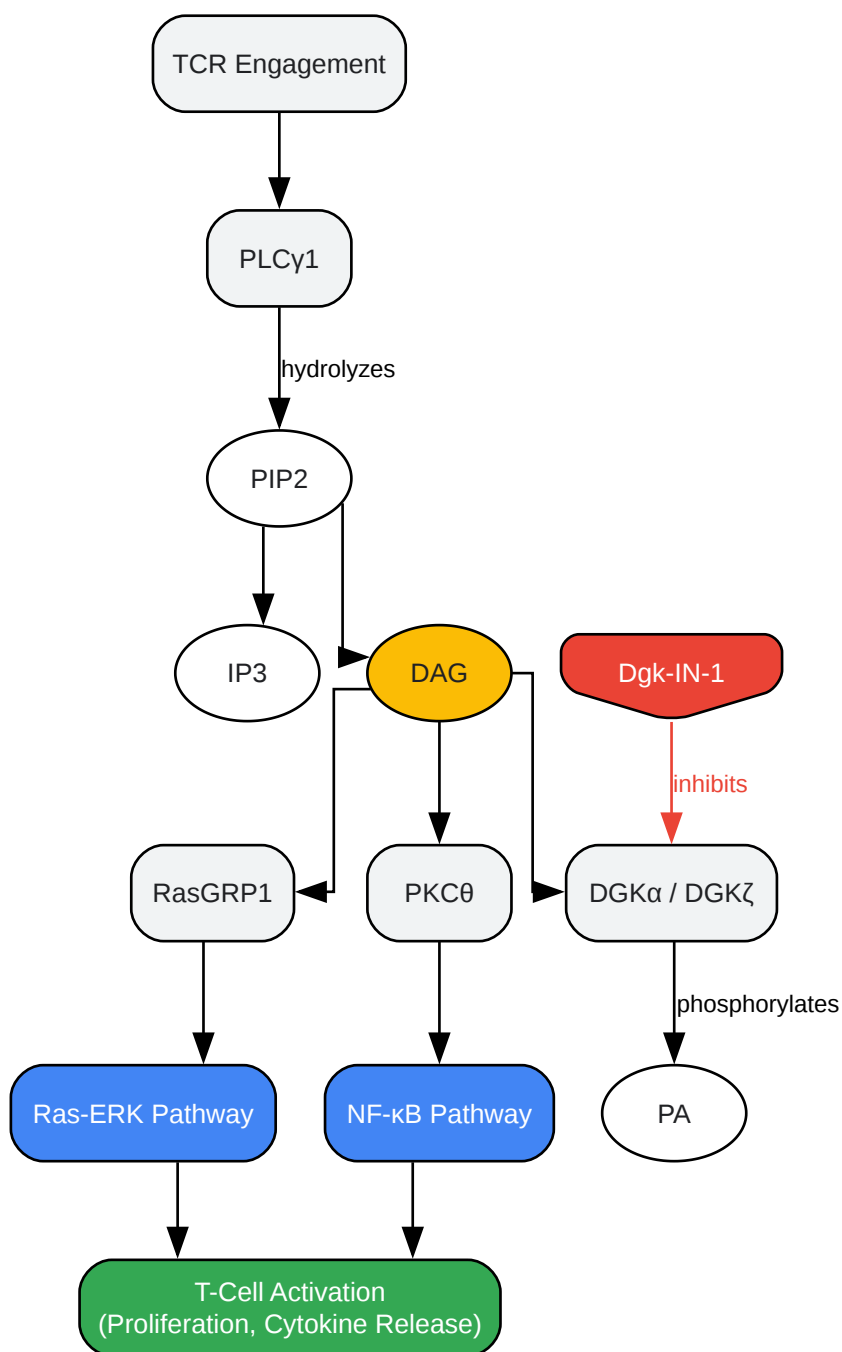 TCR Engagement
PLCγ1
hydrolyzes
PIP2
IP3
DAG
Dgk-IN-1
inhibits
RasGRP1
PKCθ
DGKα / DGKζ
phosphorylates
Ras-ERK Pathway
NF-κB Pathway
PA
T-Cell Activation
(Proliferation, Cytokine Release)